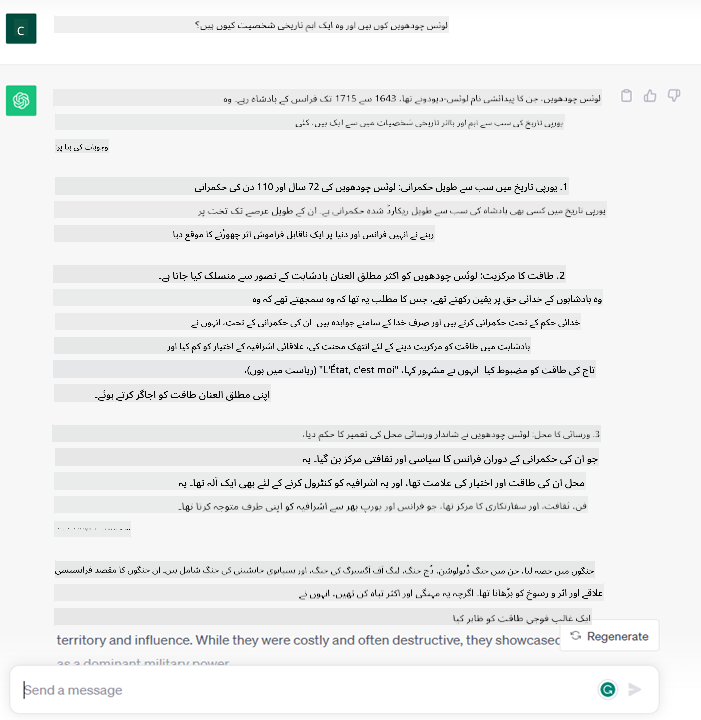 C
لوئس چودھویں کون ہیں اور وہ ایک اہم تاریخی شخصیت کیوں ہیں؟
لوئس چودھویں، جن کا پیدائشی نام لوئس-دیودونے تھا، 1643 سے 1715 تک فرانس کے بادشاہ رہے۔ وہ
یورپی تاریخ کی سب سے اہم اور بااثر تاریخی شخصیات میں سے ایک ہیں، کئی
وجوہات کی بنا پر
1. یورپی تاریخ میں سب سے طویل حکمرانی: لوئس چودھویں کی 72 سال اور 110 دن کی حکمرانی
یورپی تاریخ میں کسی بھی بادشاہ کی سب سے طویل ریکارڈ شدہ حکمرانی ہے۔ ان کے طویل عرصے تک تخت پر
رہنے نے انہیں فرانس اور دنیا پر ایک ناقابل فراموش اثر چھوڑنے کا موقع دیا
2. طاقت کا مرکزیت: لوئس چودھویں کو اکثر مطلق العنان بادشاہت کے تصور سے منسلک کیا جاتا ہے۔
وہ بادشاہوں کے خدائی حق پر یقین رکھتے تھے، جس کا مطلب یہ تھا کہ وہ سمجھتے تھے کہ وہ
خدائی حکم کے تحت حکمرانی کرتے ہیں اور صرف خدا کے سامنے جوابدہ ہیں۔ ان کی حکمرانی کے تحت، انہوں نے
بادشاہت میں طاقت کو مرکزیت دینے کے لئے انتھک محنت کی، علاقائی اشرافیہ کے اختیار کو کم کیا اور
تاج کی طاقت کو مضبوط کیا۔ انہوں نے مشہور کہا، "L'État, c'est moi" (ریاست میں ہوں)،
اپنی مطلق العنان طاقت کو اجاگر کرتے ہوئے۔
3. ورسائی کا محل: لوئس چودھویں نے شاندار ورسائی محل کی تعمیر کا حکم دیا،
جو ان کی حکمرانی کے دوران فرانس کا سیاسی اور ثقافتی مرکز بن گیا۔ یہ
محل ان کی طاقت اور اختیار کی علامت تھا، اور یہ اشرافیہ کو کنٹرول کرنے کے لئے بھی ایک آلہ تھا۔ یہ
فن، ثقافت، اور سفارتکاری کا مرکز تھا، جو فرانس اور یورپ بھر سے اشرافیہ کو اپنی طرف متوجہ کرتا تھا۔
جنگوں میں حصہ لیا، جن میں جنگ ڈیولوشن، ڈچ جنگ، لیگ آف آگسبرگ کی جنگ، اور ہسپانوی جانشینی کی جنگ شامل ہیں۔ ان جنگوں کا مقصد فرانسیسی
علاقے اور اثر و رسوخ کو بڑھانا تھا۔ اگرچہ یہ مہنگی اور اکثر تباہ کن تھیں، انہوں نے
ایک غالب فوجی طاقت کو ظاہر کیا
territory and influence. While they were costly and often destructive, they showcased
Regenerate
as a dominant military power.
Send a message